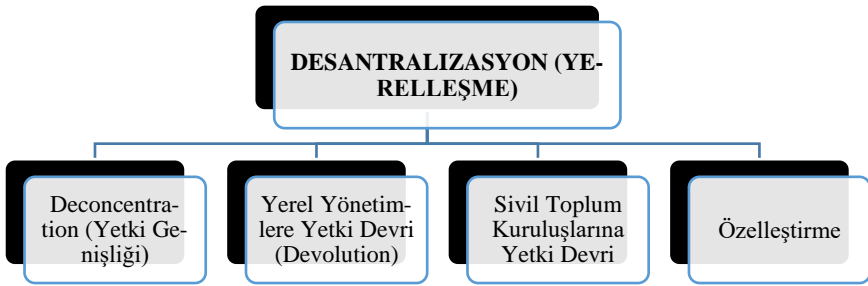 DESANTRALIZASYON (YE-
RELLEŞME)
Deconcentra-
tion (Yetki Ge-
nişliği)
Yerel Yönetim-
lere Yetki Devri
(Devolution)
Sivil Toplum
Kuruluşlarına
Yetki Devri
Özelleştirme